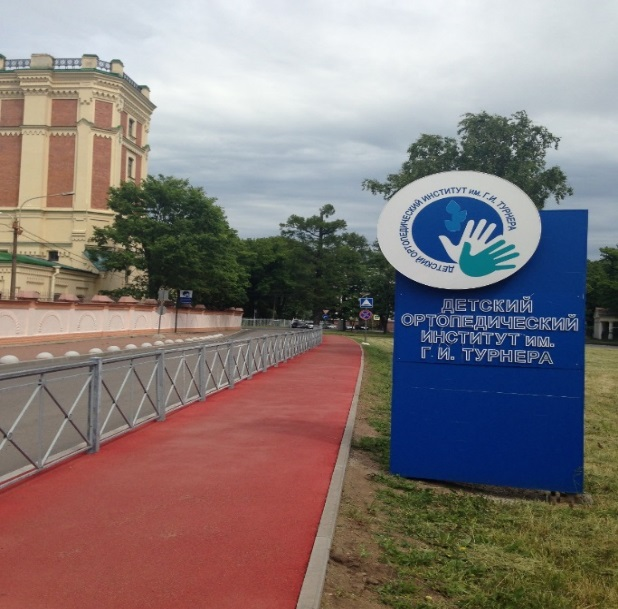 ДЕТСКИЙ ОРТОПЕДИЧЕСКИЙ ИНСТИТУТ ИМ. Г.И. ТУРНЕРА
ДЕТСКИЙ
ОРТОПЕДИЧЕСКИЙ
ИНСТИТУТ ИМ.
Г. И. ТУРНЕРА